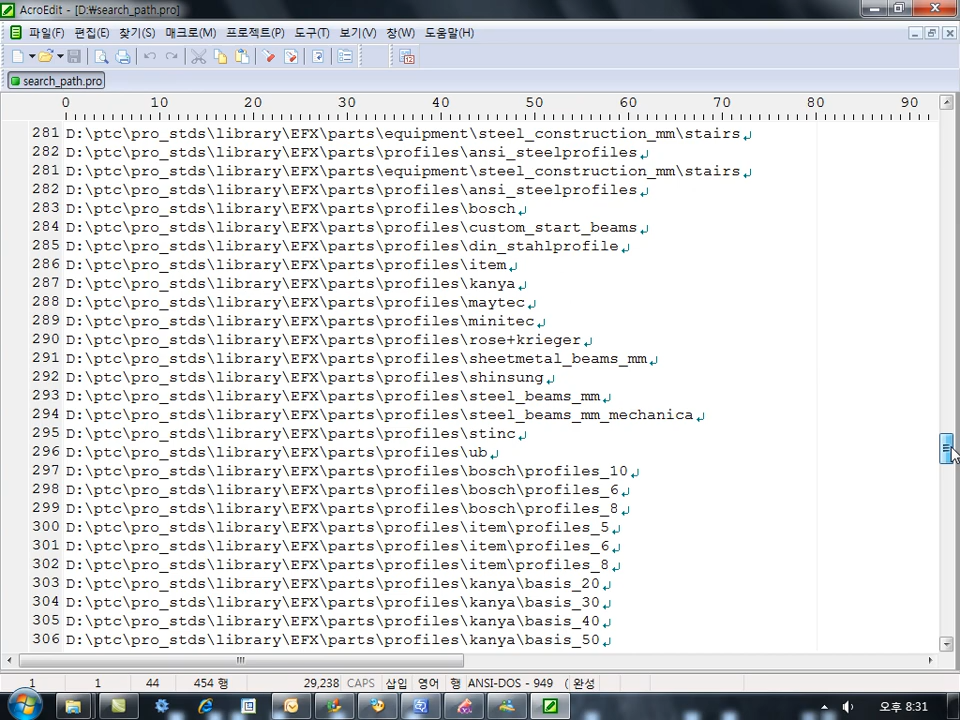 AcroEdit - [D:₩search_path.pro]
파일(F) 편집(E) 찾기(S) 매크로(M) 프로젝트(P) 도구(T) 보기(V) 창(W) 도움말(H)
12
search_path.pro
0 10 20 30 40 50 60 70 80 90
281 D:\ptc\pro_stds\library\EFX\parts\equipment\steel_construction_mm\stairs
282 D:\ptc\pro_stds\library\EFX\parts\profiles\ansi_steelprofiles
281 D:\ptc\pro_stds\library\EFX\parts\equipment\steel_construction_mm\stairs
282 D:\ptc\pro_stds\library\EFX\parts\profiles\ansi_steelprofiles
283 D:\ptc\pro_stds\library\EFX\parts\profiles\bosch
284 D:\ptc\pro_stds\library\EFX\parts\profiles\custom_start_beams
285 D:\ptc\pro_stds\library\EFX\parts\profiles\din_stahlprofile
286 D:\ptc\pro_stds\library\EFX\parts\profiles\item
287 D:\ptc\pro_stds\library\EFX\parts\profiles\kanya
288 D:\ptc\pro_stds\library\EFX\parts\profiles\maytec
289 D:\ptc\pro_stds\library\EFX\parts\profiles\minitec
290 D:\ptc\pro_stds\library\EFX\parts\profiles\rose+krieger
291 D:\ptc\pro_stds\library\EFX\parts\profiles\sheetmetal_beams_mm
292 D:\ptc\pro_stds\library\EFX\parts\profiles\shinsung
293 D:\ptc\pro_stds\library\EFX\parts\profiles\steel_beams_mm
294 D:\ptc\pro_stds\library\EFX\parts\profiles\steel_beams_mm_mechanica
295 D:\ptc\pro_stds\library\EFX\parts\profiles\stinc
296 D:\ptc\pro_stds\library\EFX\parts\profiles\ub
297 D:\ptc\pro_stds\library\EFX\parts\profiles\bosch\profiles_10
298 D:\ptc\pro_stds\library\EFX\parts\profiles\bosch\profiles_6
299 D:\ptc\pro_stds\library\EFX\parts\profiles\bosch\profiles_8
300 D:\ptc\pro_stds\library\EFX\parts\profiles\item\profiles_5
301 D:\ptc\pro_stds\library\EFX\parts\profiles\item\profiles_6
302 D:\ptc\pro_stds\library\EFX\parts\profiles\item\profiles_8
303 D:\ptc\pro_stds\library\EFX\parts\profiles\kanya\basis_20
304 D:\ptc\pro_stds\library\EFX\parts\profiles\kanya\basis_30
305 D:\ptc\pro_stds\library\EFX\parts\profiles\kanya\basis_40
306 D:\ptc\pro_stds\library\EFX\parts\profiles\kanya\basis_50
1 1 44 454 행 29,238 CAPS 삽입 영어 행 ANSI-DOS - 949 ( 완성
오후 8:31